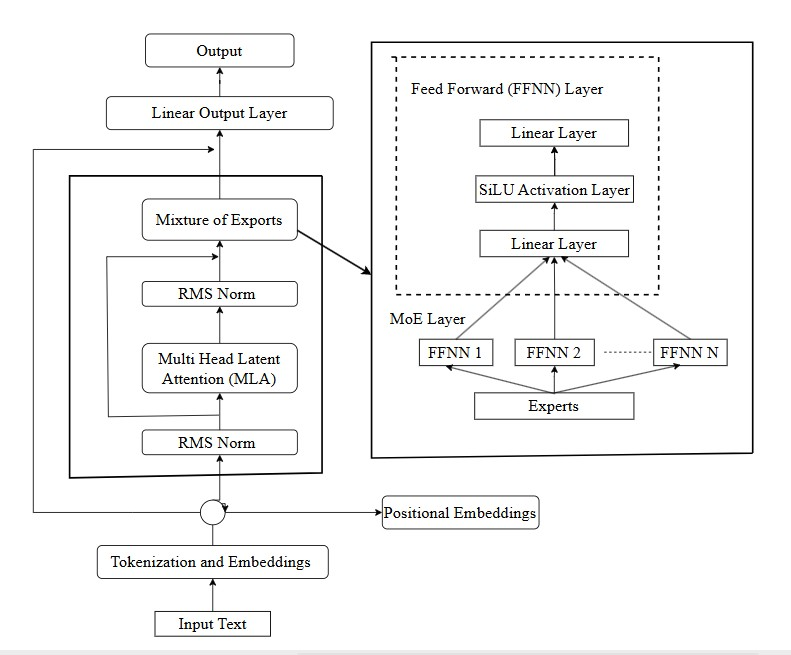 Output
Linear Output Layer
Mixture of Exports
RMS Norm
Multi Head Latent
Attention (MLA)
RMS Norm
Positional Embeddings
Tokenization and Embeddings
Input Text
Feed Forward (FFNN) Layer
Linear Layer
SiLU Activation Layer
Linear Layer
MoE Layer
FFNN 1
FFNN 2
FFNN N
Experts